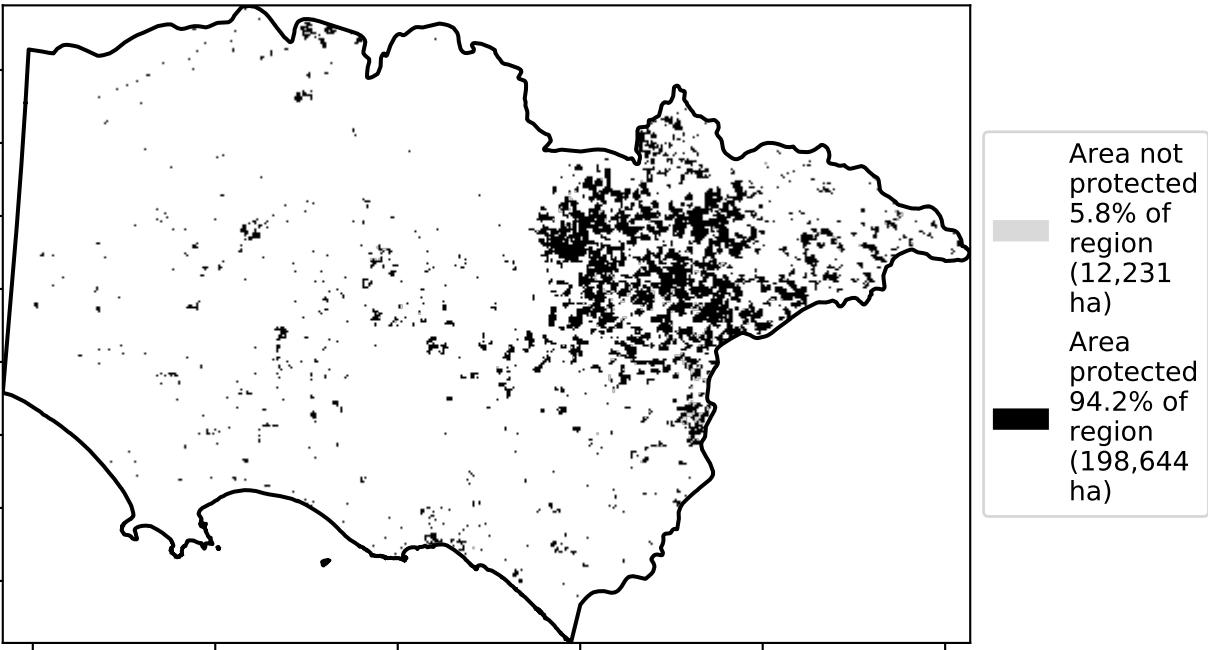 Area not
protected
5.8% of
region
(12,231
ha)
Area
protected
94.2% of
region
(198,644
ha)